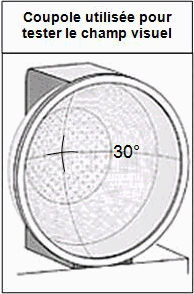 Coupole utilisée pour
tester le champ visuel
30°